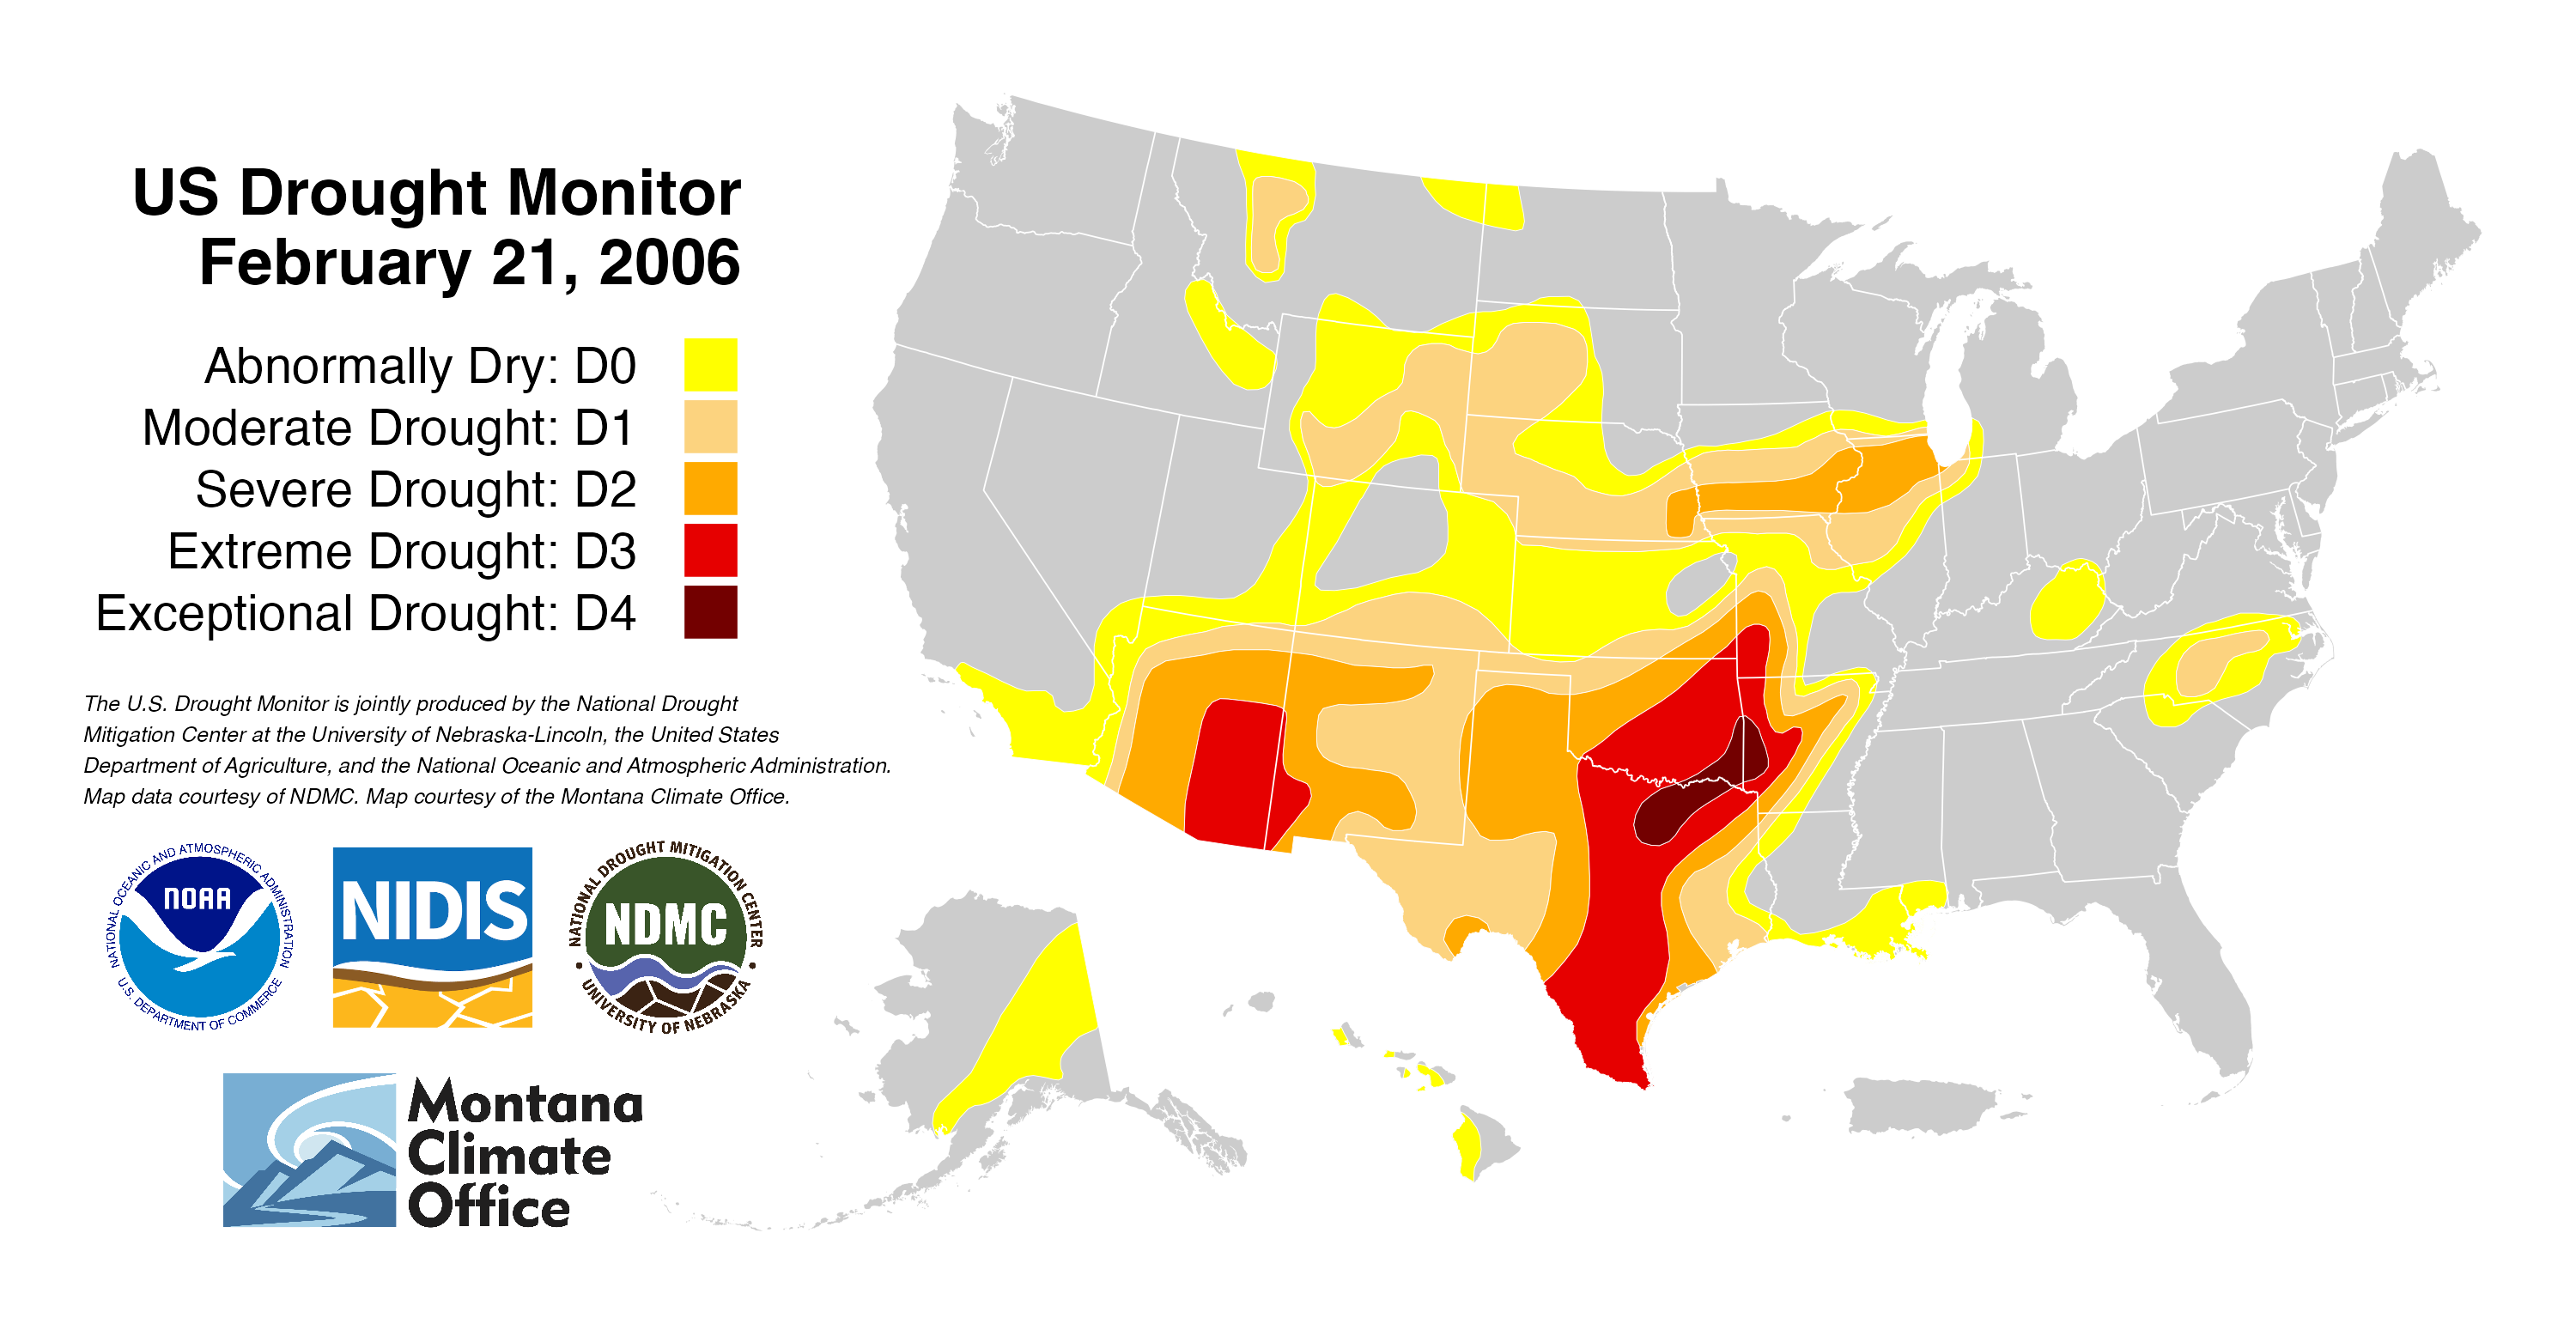 US Drought Monitor
February 21, 2006
Abnormally Dry: D0
Moderate Drought: D1
Severe Drought: D2
Extreme Drought: D3
Exceptional Drought: D4
The U.S. Drought Monitor is jointly produced by the National Drought
Mitigation Center at the University of Nebraska-Lincoln, the United States
Department of Agriculture, and the National Oceanic and Atmospheric Administration.
Map data courtesy of NDMC. Map courtesy of the Montana Climate Office.
NATIONAL OCEANIC AND ATMOSPHERIC ADMINISTRATION
NOAA
U.S. DEPARTMENT OF COMMERCE
NIDIS
NATIONAL DROUGHT MITIGATION CENTER
NDMC
UNIVERSITY OF NEBRASKA
Montana
Climate
Office